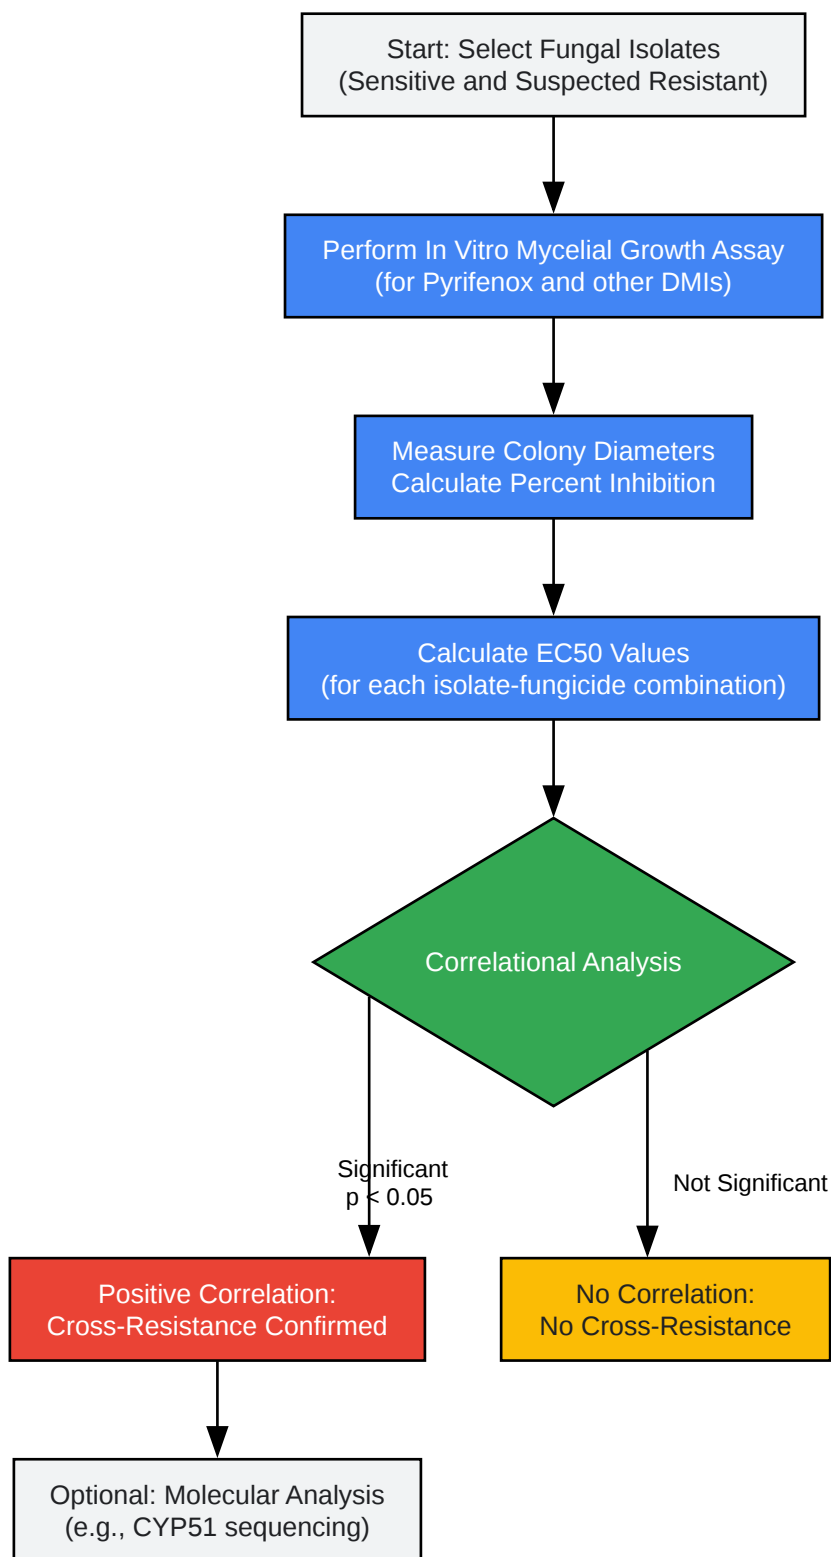 Start: Select Fungal Isolates
(Sensitive and Suspected Resistant)
Perform In Vitro Mycelial Growth Assay
(for Pyrifenox and other DMIs)
Measure Colony Diameters
Calculate Percent Inhibition
Calculate EC50 Values
(for each isolate-fungicide combination)
Correlational Analysis
Significant
p < 0.05
Not Significant
Positive Correlation:
Cross-Resistance Confirmed
No Correlation:
No Cross-Resistance
Optional: Molecular Analysis
(e.g., CYP51 sequencing)